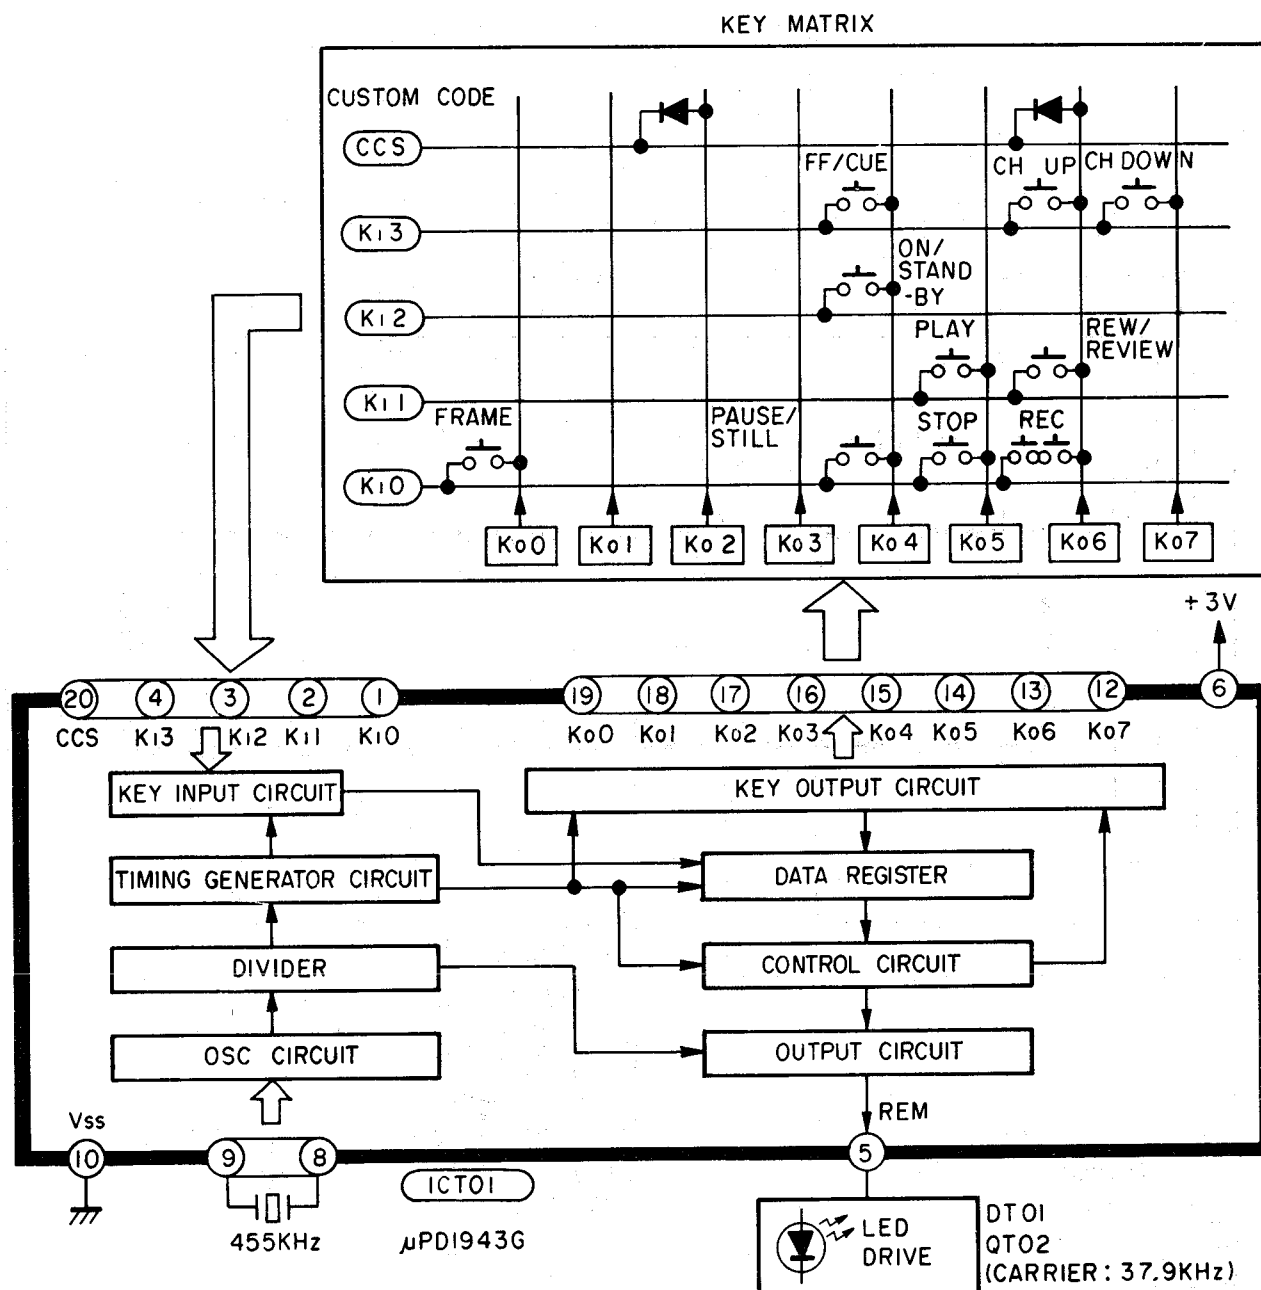 KEY MATRIX
CUSTOM CODE
CCS
FF/CUE
CH UP
CH DOWN
Ki3
ON/
STAND
-BY
Ki2
PLAY
REW/
REVIEW
Ki1
FRAME
PAUSE/
STILL
STOP
REC
Ki0
Ko0
Ko1
Ko2
Ko3
Ko4
Ko5
Ko6
Ko7
+3V
20
4
3
2
1
19
18
17
16
15
14
13
12
6
CCS
Ki3
Ki2
Ki1
Ki0
Ko0
Ko1
Ko2
Ko3
Ko4
Ko5
Ko6
Ko7
KEY INPUT CIRCUIT
KEY OUTPUT CIRCUIT
TIMING GENERATOR CIRCUIT
DATA REGISTER
DIVIDER
CONTROL CIRCUIT
OSC CIRCUIT
OUTPUT CIRCUIT
REM
Vss
10
9
8
5
ICT01
455KHz
μPD1943G
LED
DRIVE
DT01
QT02
(CARRIER: 37.9KHz)